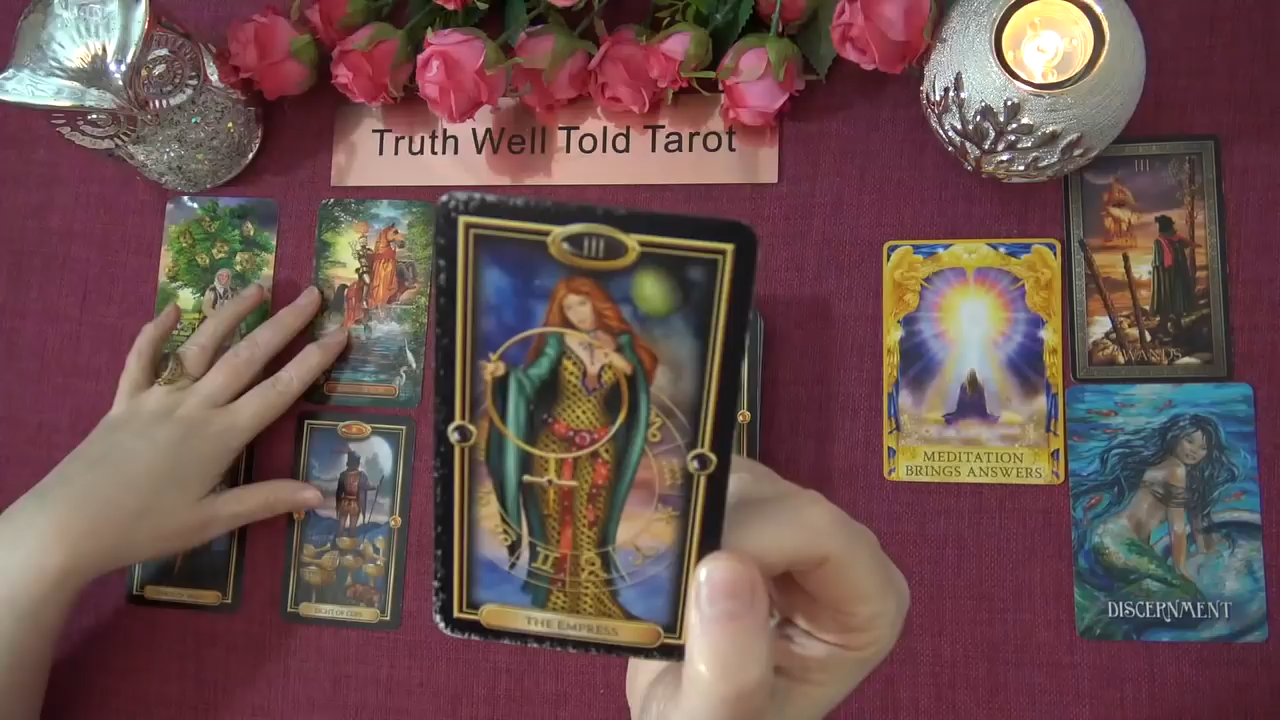 Truth Well Told Tarot
III
THE EMPRESS
EIGHT OF CUPS
MEDITATION
BRINGS ANSWERS
III
WANDS
DISCERNMENT